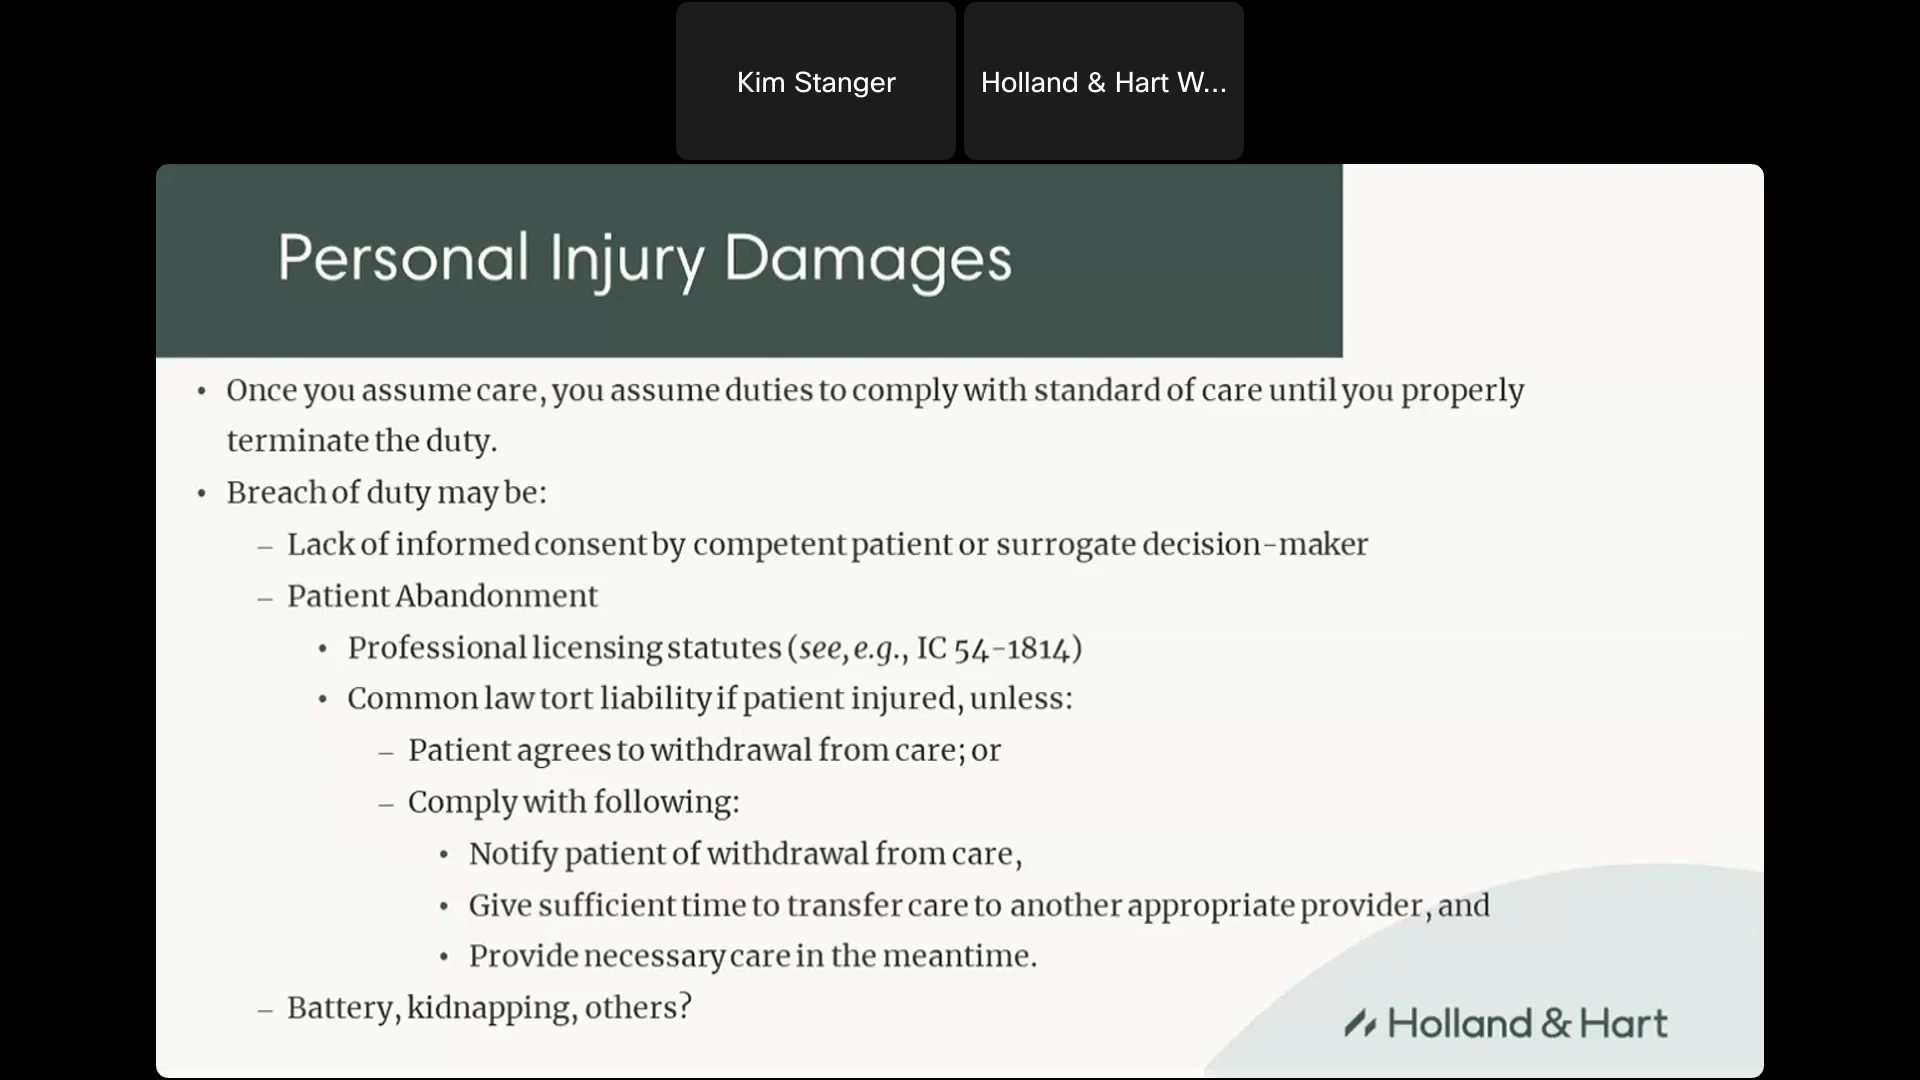 Kim Stanger
Holland & Hart W...
Personal Injury Damages
• Once you assume care, you assume duties to comply with standard of care until you properly
terminate the duty.
• Breach of duty may be:
– Lack of informed consent by competent patient or surrogate decision-maker
– Patient Abandonment
• Professional licensing statutes (see, e.g., IC 54-1814)
• Common law tort liability if patient injured, unless:
– Patient agrees to withdrawal from care; or
– Comply with following:
• Notify patient of withdrawal from care,
• Give sufficient time to transfer care to another appropriate provider, and
• Provide necessary care in the meantime.
– Battery, kidnapping, others?
Holland & Hart